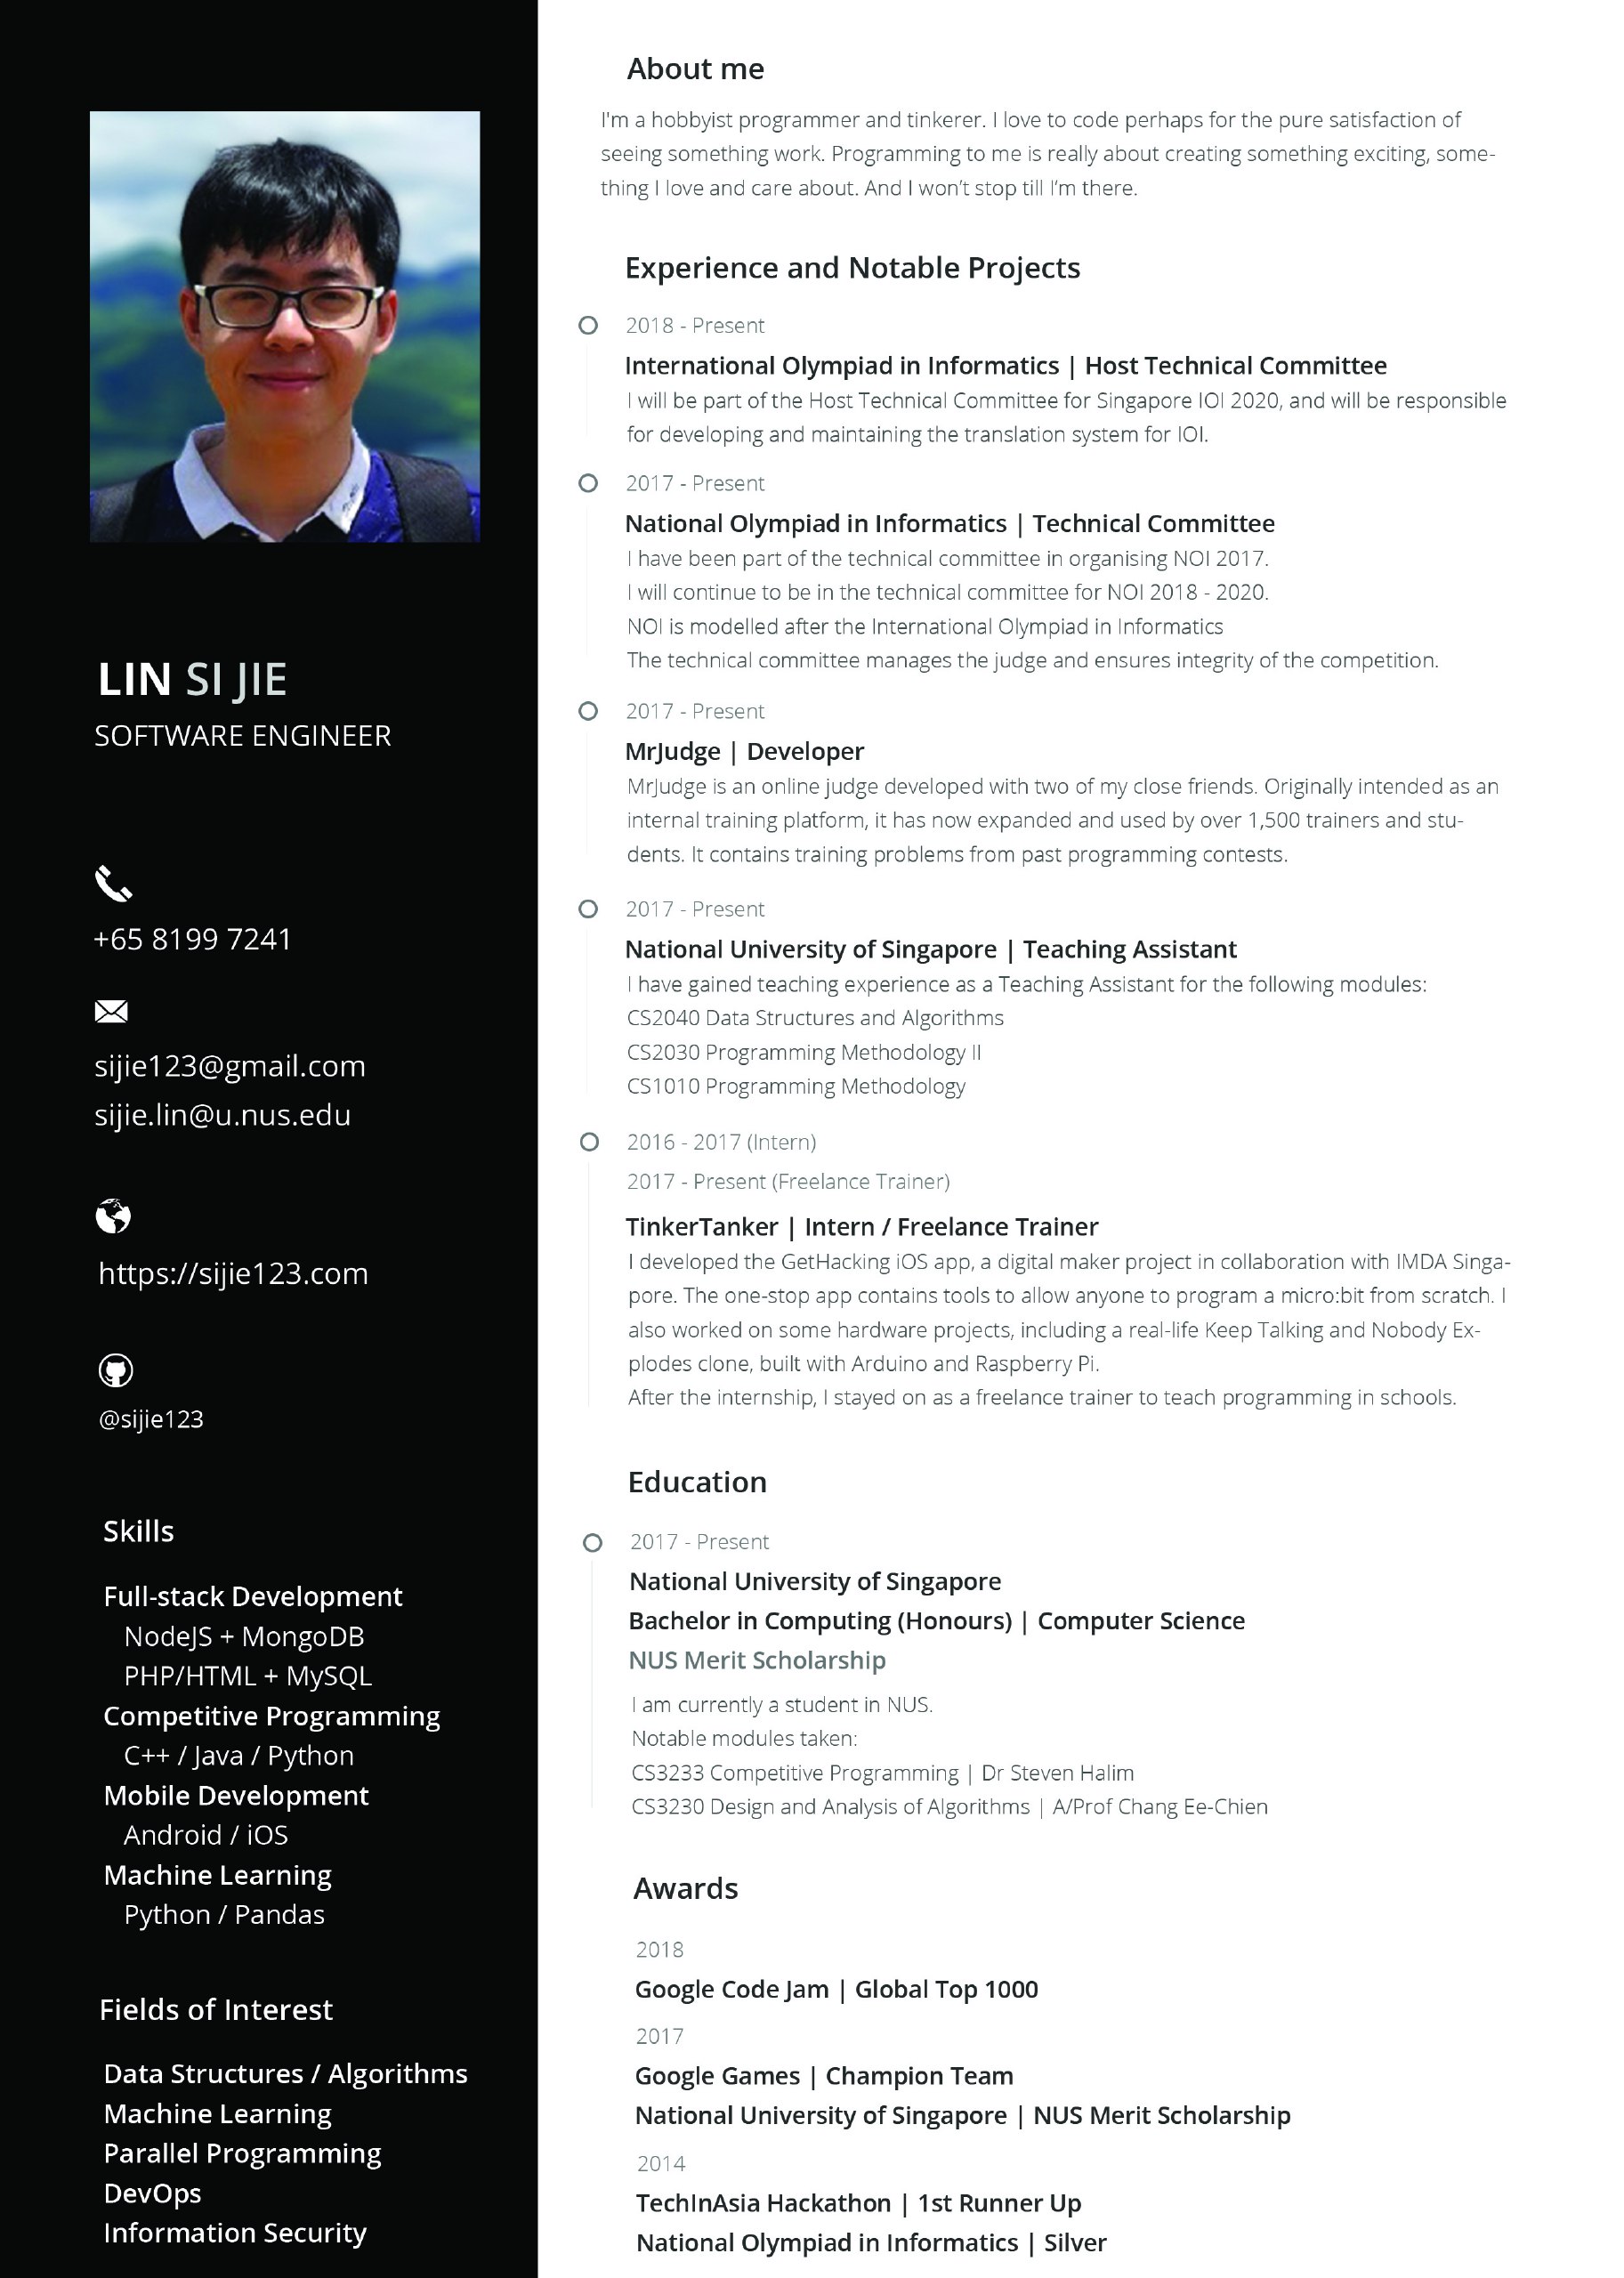 LIN SI JIE
SOFTWARE ENGINEER
+65 8199 7241
sijie123@gmail.com
sijie.lin@u.nus.edu
https://sijie123.com
@sijie123
Skills
Full-stack Development
NodeJS + MongoDB
PHP/HTML + MySQL
Competitive Programming
C++ / Java / Python
Mobile Development
Android / iOS
Machine Learning
Python / Pandas
Fields of Interest
Data Structures / Algorithms
Machine Learning
Parallel Programming
DevOps
Information Security
About me
I'm a hobbyist programmer and tinkerer. I love to code perhaps for the pure satisfaction of
seeing something work. Programming to me is really about creating something exciting, some-
thing I love and care about. And I won’t stop till I’m there.
Experience and Notable Projects
2018 - Present
International Olympiad in Informatics | Host Technical Committee
I will be part of the Host Technical Committee for Singapore IOI 2020, and will be responsible
for developing and maintaining the translation system for IOI.
2017 - Present
National Olympiad in Informatics | Technical Committee
I have been part of the technical committee in organising NOI 2017.
I will continue to be in the technical committee for NOI 2018 - 2020.
NOI is modelled after the International Olympiad in Informatics
The technical committee manages the judge and ensures integrity of the competition.
2017 - Present
MrJudge | Developer
MrJudge is an online judge developed with two of my close friends. Originally intended as an
internal training platform, it has now expanded and used by over 1,500 trainers and stu-
dents. It contains training problems from past programming contests.
2017 - Present
National University of Singapore | Teaching Assistant
I have gained teaching experience as a Teaching Assistant for the following modules:
CS2040 Data Structures and Algorithms
CS2030 Programming Methodology II
CS1010 Programming Methodology
2016 - 2017 (Intern)
2017 - Present (Freelance Trainer)
TinkerTanker | Intern / Freelance Trainer
I developed the GetHacking iOS app, a digital maker project in collaboration with IMDA Singa-
pore. The one-stop app contains tools to allow anyone to program a micro:bit from scratch. I
also worked on some hardware projects, including a real-life Keep Talking and Nobody Ex-
plodes clone, built with Arduino and Raspberry Pi.
After the internship, I stayed on as a freelance trainer to teach programming in schools.
Education
2017 - Present
National University of Singapore
Bachelor in Computing (Honours) | Computer Science
NUS Merit Scholarship
I am currently a student in NUS.
Notable modules taken:
CS3233 Competitive Programming | Dr Steven Halim
CS3230 Design and Analysis of Algorithms | A/Prof Chang Ee-Chien
Awards
2018
Google Code Jam | Global Top 1000
2017
Google Games | Champion Team
National University of Singapore | NUS Merit Scholarship
2014
TechInAsia Hackathon | 1st Runner Up
National Olympiad in Informatics | Silver